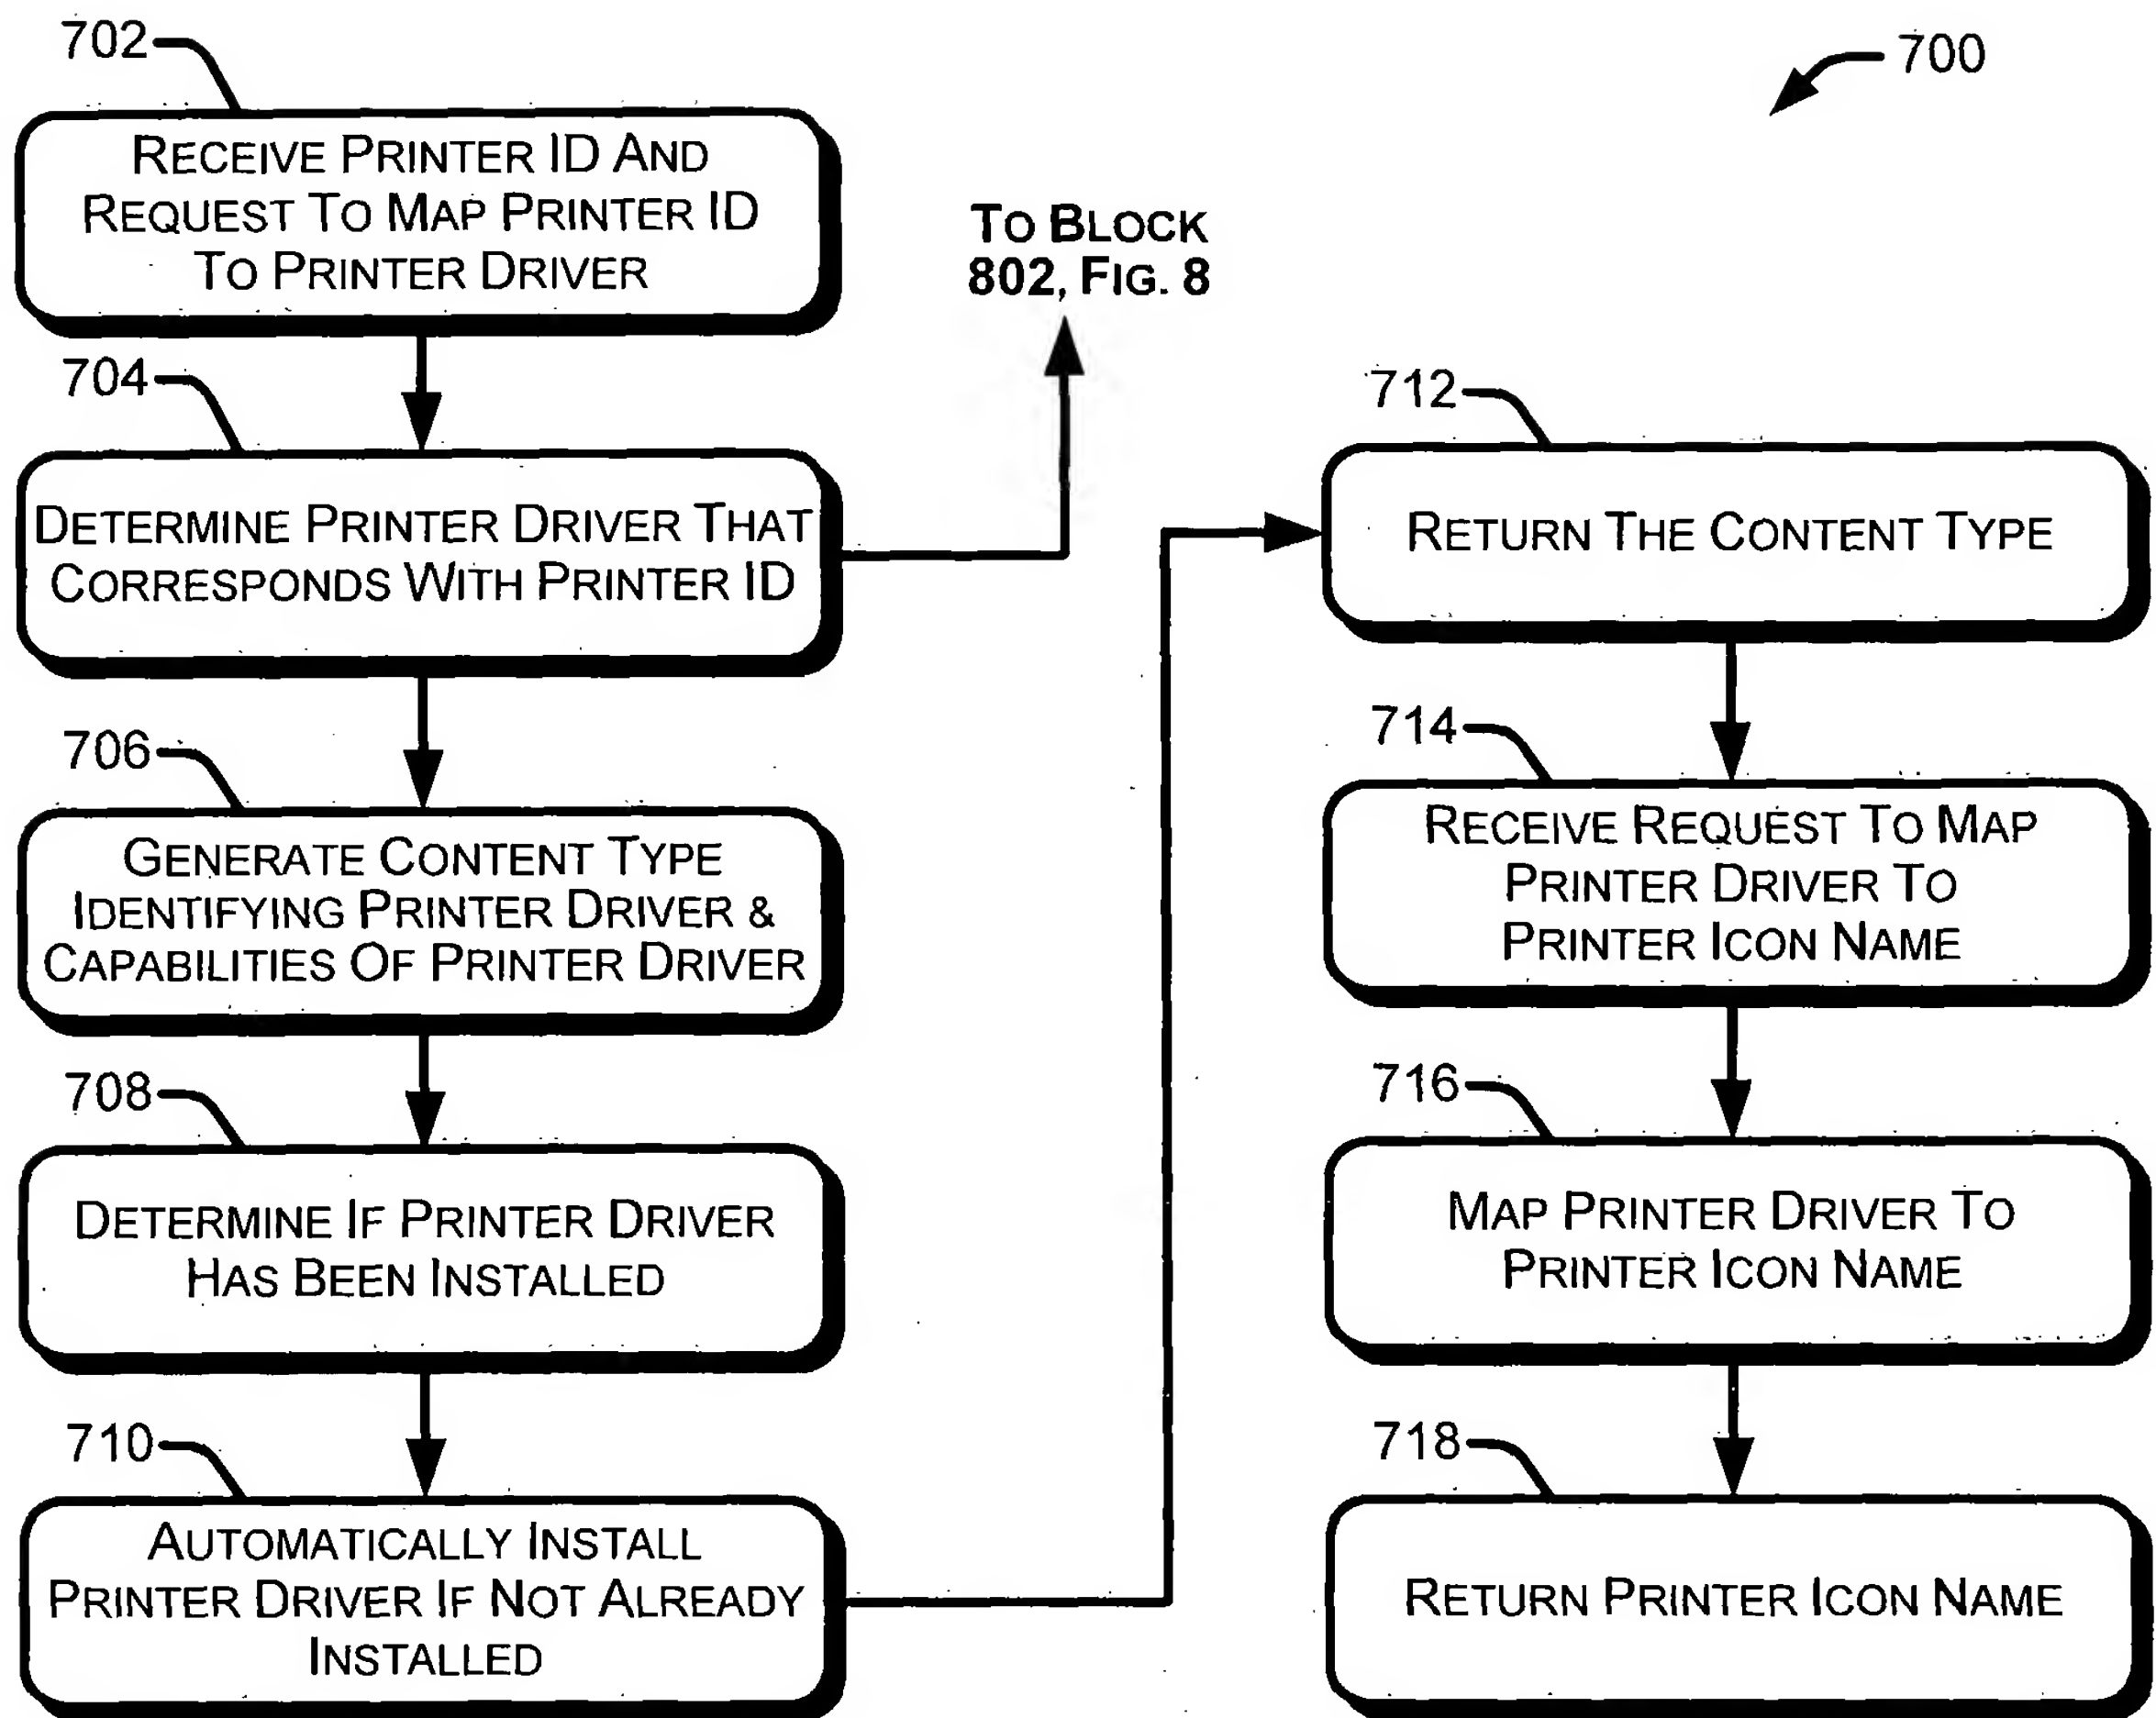 702
RECEIVE PRINTER ID AND
REQUEST TO MAP PRINTER ID
TO PRINTER DRIVER
704
DETERMINE PRINTER DRIVER THAT
CORRESPONDS WITH PRINTER ID
706
GENERATE CONTENT TYPE
IDENTIFYING PRINTER DRIVER &
CAPABILITIES OF PRINTER DRIVER
708
DETERMINE IF PRINTER DRIVER
HAS BEEN INSTALLED
710
AUTOMATICALLY INSTALL
PRINTER DRIVER IF NOT ALREADY
INSTALLED
TO BLOCK
802, FIG. 8
700
712
RETURN THE CONTENT TYPE
714
RECEIVE REQUEST TO MAP
PRINTER DRIVER TO
PRINTER ICON NAME
716
MAP PRINTER DRIVER TO
PRINTER ICON NAME
718
RETURN PRINTER ICON NAME